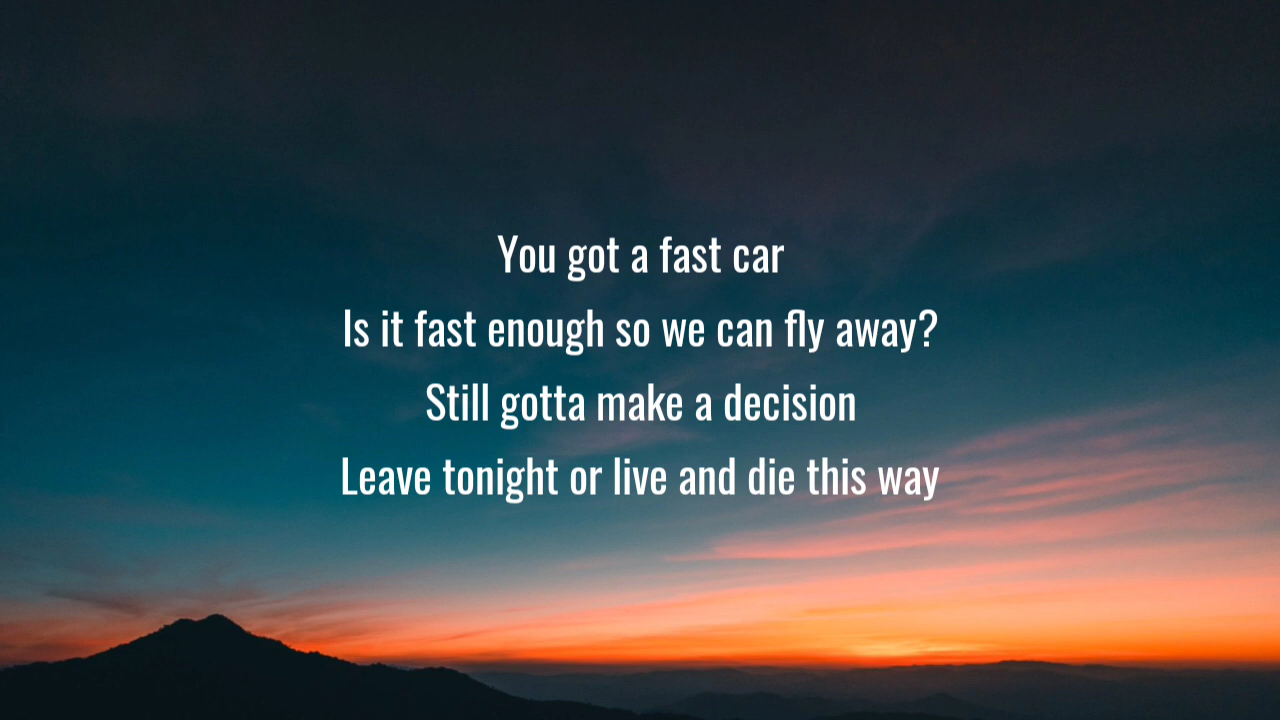 You got a fast car
Is it fast enough so we can fly away?
Still gotta make a decision
Leave tonight or live and die this way